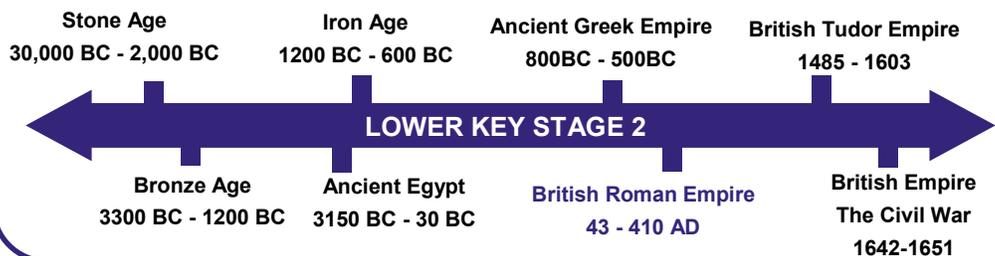 Stone Age
30,000 BC - 2,000 BC
Iron Age
1200 BC - 600 BC
Ancient Greek Empire
800BC - 500BC
British Tudor Empire
1485 - 1603
LOWER KEY STAGE 2
Bronze Age
3300 BC - 1200 BC
Ancient Egypt
3150 BC - 30 BC
British Roman Empire
43 - 410 AD
British Empire
The Civil War
1642-1651